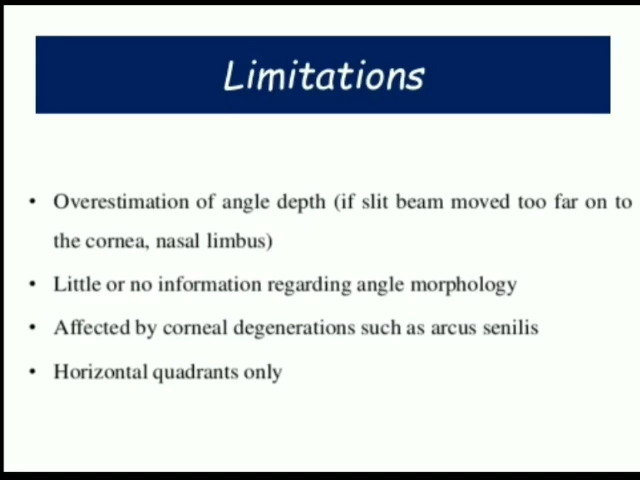 Limitations
• Overestimation of angle depth (if slit beam moved too far on to
the cornea, nasal limbus)
• Little or no information regarding angle morphology
• Affected by corneal degenerations such as arcus senilis
• Horizontal quadrants only